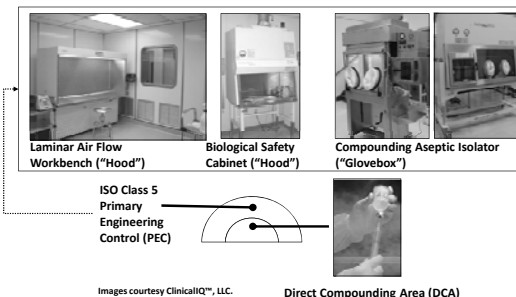 Laminar Air Flow
Workbench (“Hood”)
Biological Safety
Cabinet (“Hood”)
Compounding Aseptic Isolator
(“Glovebox”)
ISO Class 5
Primary
Engineering
Control (PEC)
Images courtesy ClinicalIQ™, LLC.
Direct Compounding Area (DCA)